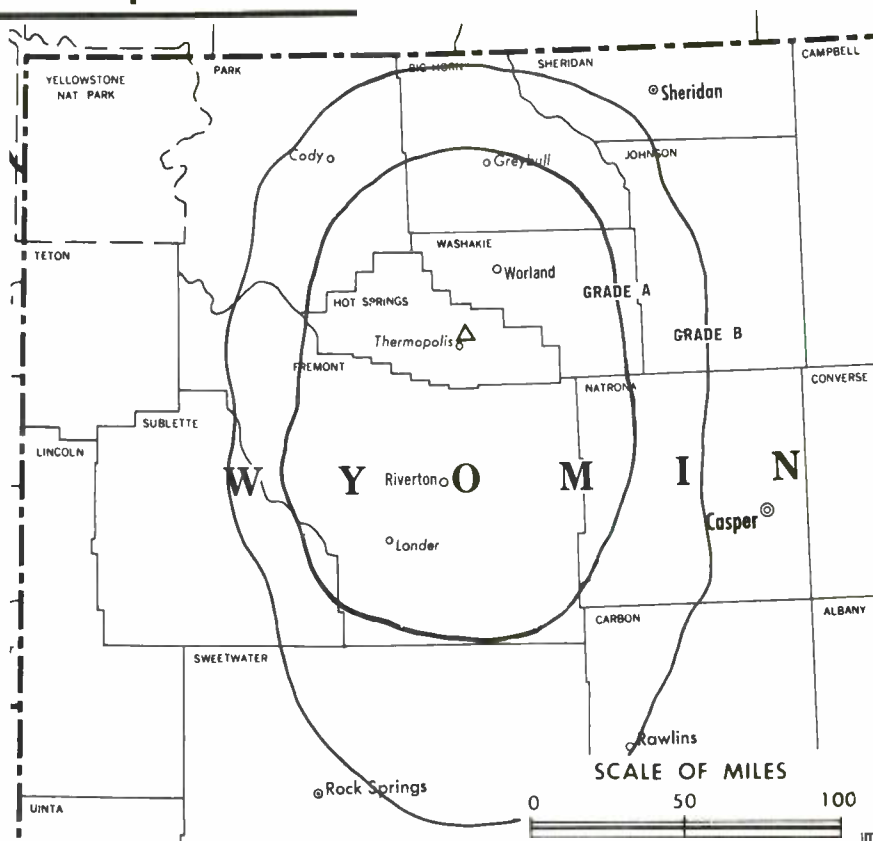 PARK
BIG HORN
SHERIDAN
CAMPBELL
YELLOWSTONE
NAT PARK
Sheridan
Cody
Greybull
JOHNSON
TETON
WASHAKIE
Worland
HOT SPRINGS
GRADE A
Thermopolis
GRADE B
FREMONT
NATRONA
CONVERSE
SUBLETTE
LINCOLN
W Y O M I N
Riverton
Casper
Lander
CARBON
ALBANY
SWEETWATER
Rawlins
SCALE OF MILES
Rock Springs
0 50 100
UINTA